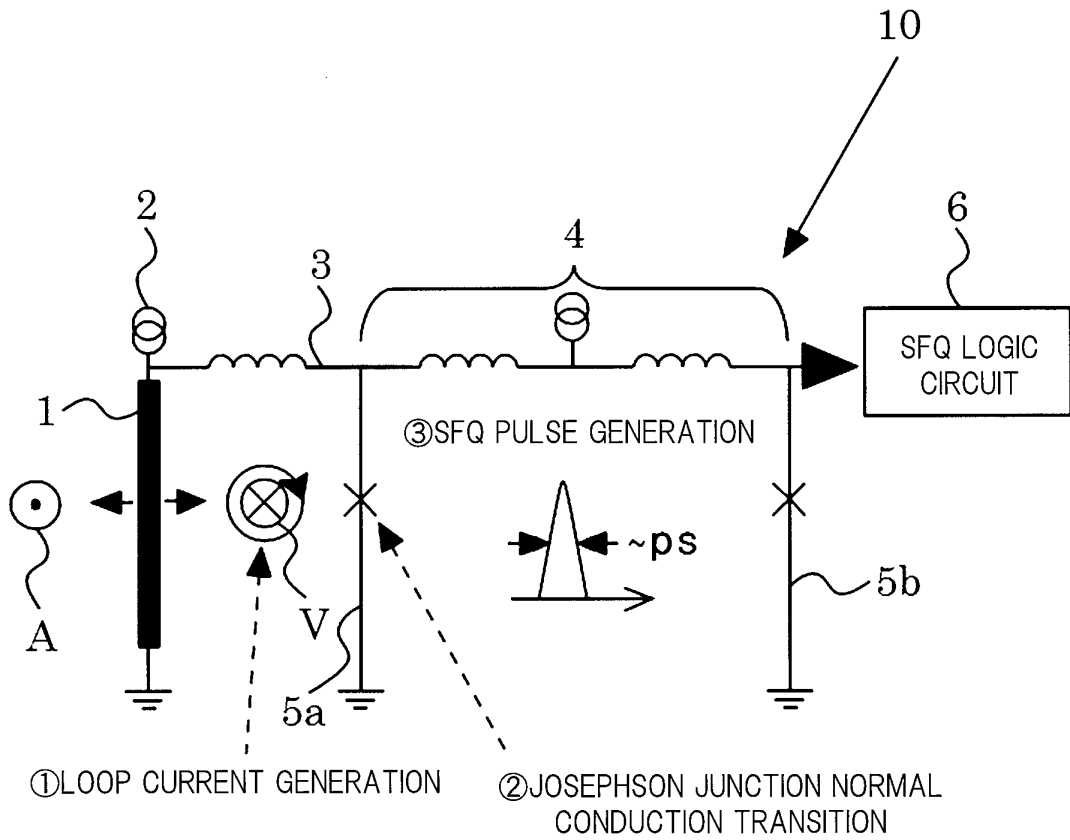 10
2
3
4
6
SFQ LOGIC
CIRCUIT
1
③SFQ PULSE GENERATION
~ps
A
V
5a
5b
①LOOP CURRENT GENERATION
②JOSEPHSON JUNCTION NORMAL
CONDUCTION TRANSITION